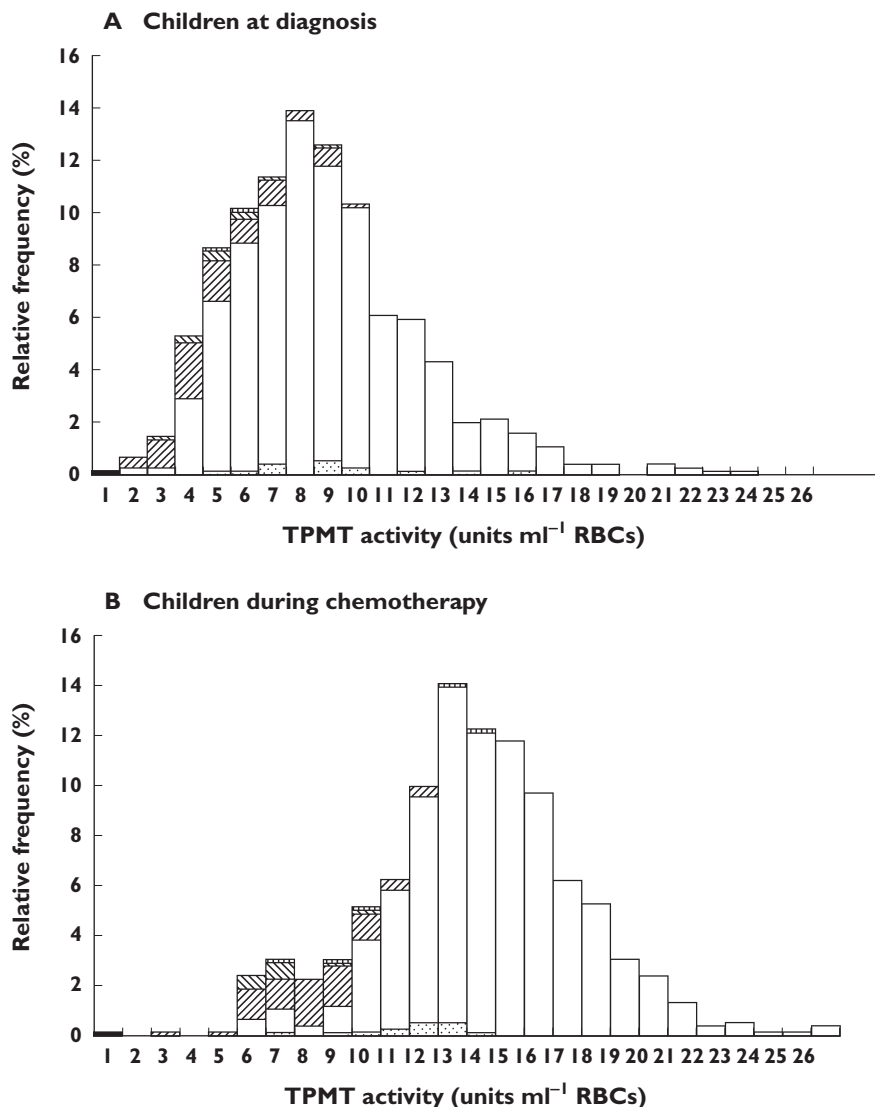 A Children at diagnosis
16
14
12
10
8
6
4
2
0
Relative frequency (%)
1 2 3 4 5 6 7 8 9 10 11 12 13 14 15 16 17 18 19 20 21 22 23 24 25 26
TPMT activity (units ml⁻¹ RBCs)
B Children during chemotherapy
16
14
12
10
8
6
4
2
0
Relative frequency (%)
1 2 3 4 5 6 7 8 9 10 11 12 13 14 15 16 17 18 19 20 21 22 23 24 25 26
TPMT activity (units ml⁻¹ RBCs)